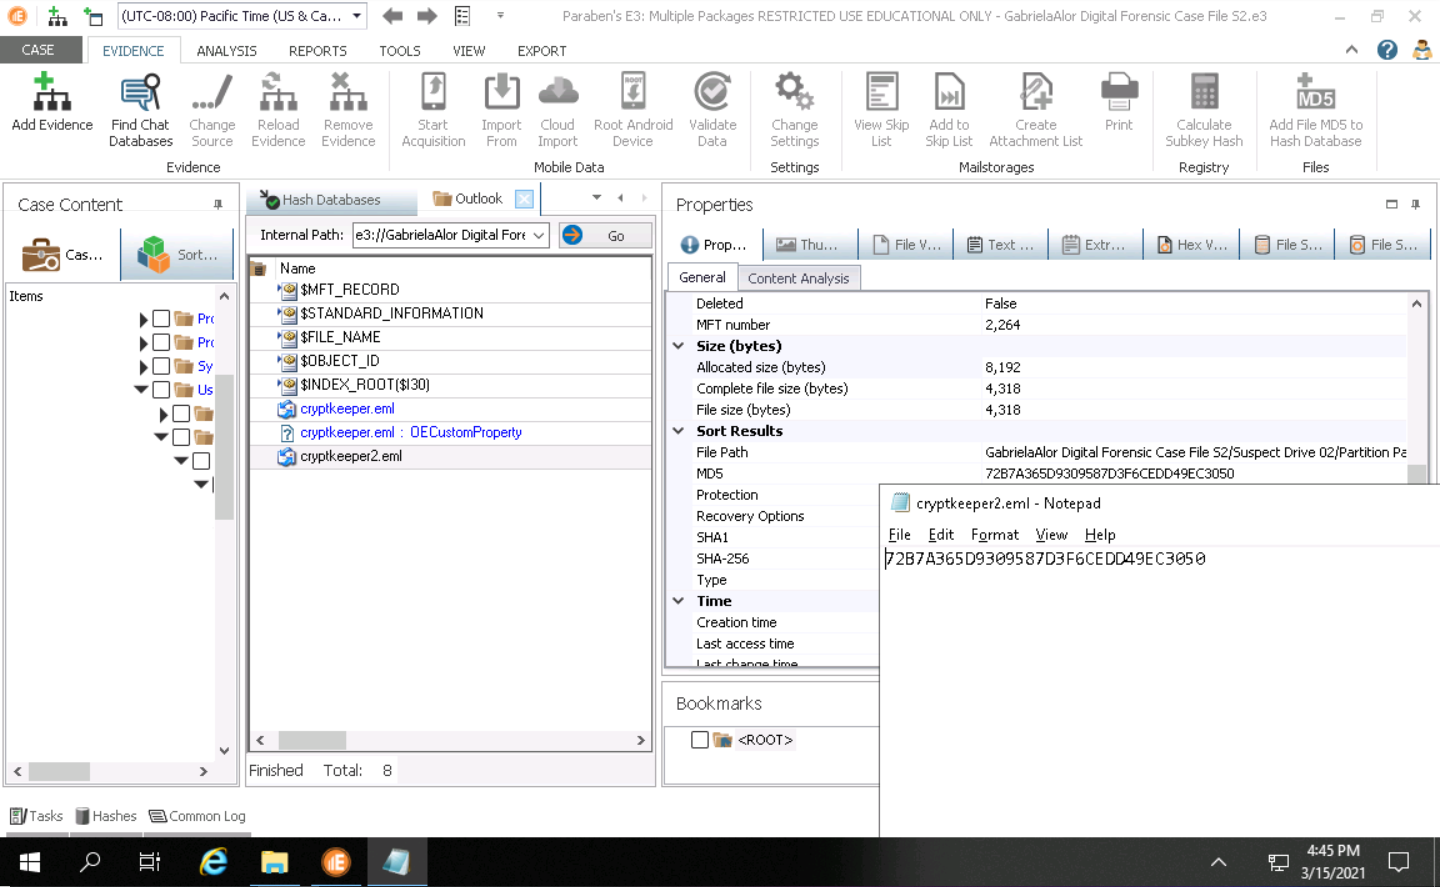 (UTC-08:00) Pacific Time (US & Ca...
Paraben's E3: Multiple Packages RESTRICTED USE EDUCATIONAL ONLY - GabrielaAlor Digital Forensic Case File S2.e3
CASE EVIDENCE ANALYSIS REPORTS TOOLS VIEW EXPORT
Add Evidence
Find Chat Databases
Change Source
Reload Evidence
Remove Evidence
Evidence
Start Acquisition
Import From
Cloud Import
ROOT
Root Android Device
Validate Data
Mobile Data
Change Settings
Settings
View Skip List
Add to Skip List
Create Attachment List
Print
Mailstorages
Calculate Subkey Hash
Registry
MD5
Add File MD5 to Hash Database
Files
Case Content
Cas...
Sort...
Items
Pro
Pro
Sy
Us
Hash Databases
Outlook
Internal Path: e3://GabrielaAlor Digital Fore
Go
Name
$MFT_RECORD
$STANDARD_INFORMATION
$FILE_NAME
$OBJECT_ID
$INDEX_ROOT($I30)
cryptkeeper.eml
cryptkeeper.eml : OECustomProperty
cryptkeeper2.eml
Finished Total: 8
Properties
Prop... Thu... File V... Text ... Extr... Hex V... File S... File S...
General Content Analysis
Deleted False
MFT number 2,264
Size (bytes)
Allocated size (bytes) 8,192
Complete file size (bytes) 4,318
File size (bytes) 4,318
Sort Results
File Path GabrielaAlor Digital Forensic Case File S2/Suspect Drive 02/Partition Pa
MD5 72B7A365D9309587D3F6CEDD49EC3050
Protection
Recovery Options
SHA1
SHA-256
Type
Time
Creation time
Last access time
Last change time
cryptkeeper2.eml - Notepad
File Edit Format View Help
72B7A365D9309587D3F6CEDD49EC3050
Bookmarks
<ROOT>
Tasks Hashes Common Log
4:45 PM
3/15/2021